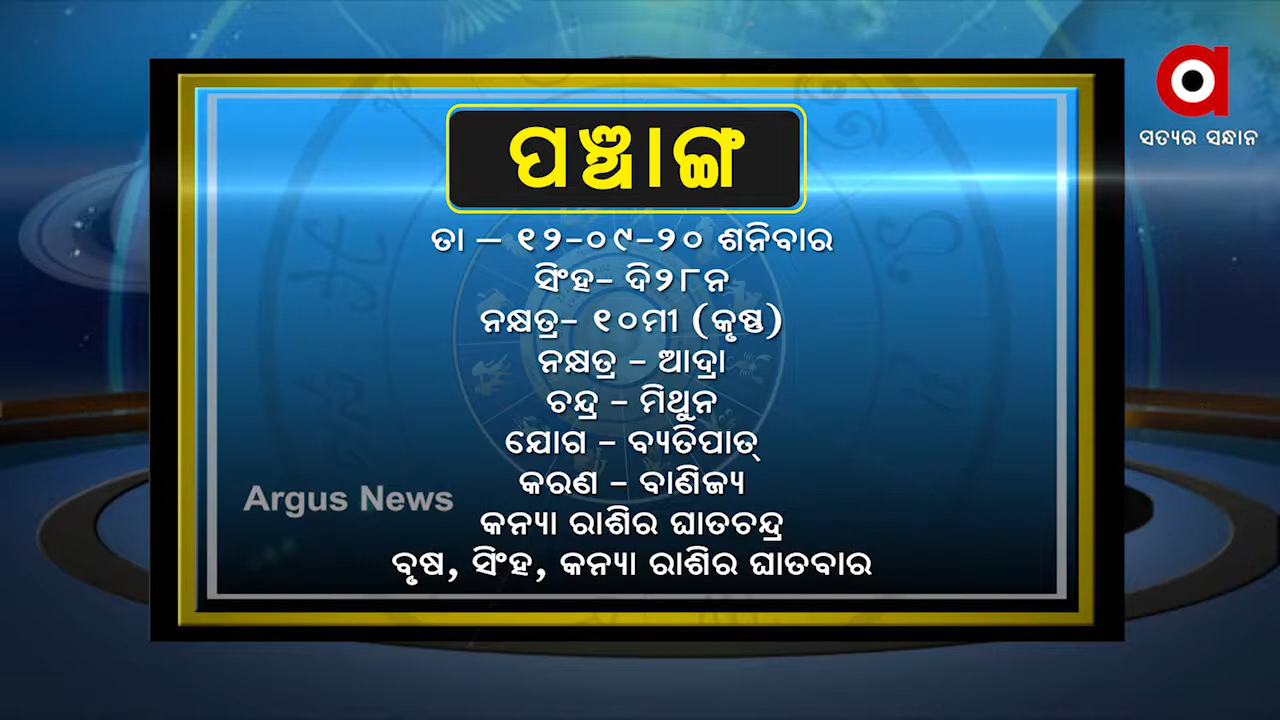 ପଞ୍ଚାଙ୍ଗ
ସତ୍ୟର ସନ୍ଧାନ
ତା – ୧୨-୦୯-୨୦ ଶନିବାର
ସିଂହ- ଦି୨୮ନ
ନକ୍ଷତ୍ର- ୧୦ମୀ (କୃଷ୍ଣ)
ନକ୍ଷତ୍ର - ଆଦ୍ରା
ଚନ୍ଦ୍ର - ମିଥୁନ
ଯୋଗ - ବ୍ୟତିପାତ୍
କରଣ - ବାଣିଜ୍ୟ
Argus News
କନ୍ୟା ରାଶିର ଘାତଚନ୍ଦ୍ର
ବୃଷ, ସିଂହ, କନ୍ୟା ରାଶିର ଘାତବାର